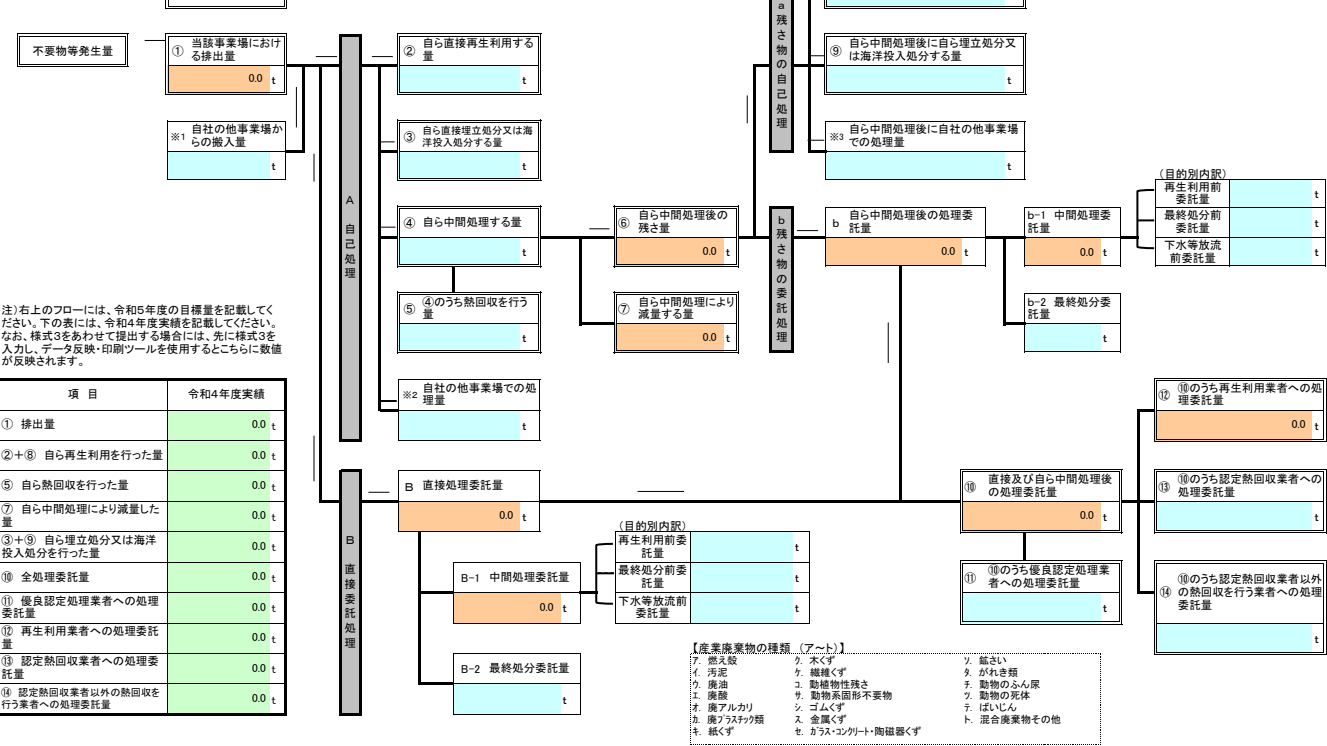 不要物等発生量
① 当該事業場におけ
る排出量
0.0 t
※1 自社の他事業場か
らの搬入量
t
A 自己処理
② 自ら直接再生利用する
量
t
③ 自ら直接埋立処分又は海
洋投入処分する量
t
④ 自ら中間処理する量
t
⑤ ④のうち熱回収を行う
量
t
※2 自社の他事業場での処
理量
t
⑥ 自ら中間処理後の
残さ量
0.0 t
⑦ 自ら中間処理により
減量する量
0.0 t
a 残さ物の自己処理
t
⑨ 自ら中間処理後に自ら埋立処分又
は海洋投入処分する量
t
※3 自ら中間処理後に自社の他事業場
での処理量
t
b 残さ物の委託処理
b 自ら中間処理後の処理委
託量
0.0 t
b-1 中間処理委
託量
0.0 t
(目的別内訳)
再生利用前
委託量
t
最終処分前
委託量
t
下水等放流
前委託量
t
b-2 最終処分委
託量
t
注)右上のフローには、令和5年度の目標量を記載してく
ださい。下の表には、令和4年度実績を記載してください。
なお、様式3をあわせて提出する場合には、先に様式3を
入力し、データ反映・印刷ツールを使用するとこちらに数値
が反映されます。
項 目 令和4年度実績
① 排出量 0.0 t
②+⑧ 自ら再生利用を行った量 0.0 t
⑤ 自ら熱回収を行った量 0.0 t
⑦ 自ら中間処理により減量した
量 0.0 t
③+⑨ 自ら埋立処分又は海洋
投入処分を行った量 0.0 t
⑩ 全処理委託量 0.0 t
⑪ 優良認定処理業者への処理
委託量 0.0 t
⑫ 再生利用業者への処理委託
量 0.0 t
⑬ 認定熱回収業者への処理委
託量 0.0 t
⑭ 認定熱回収業者以外の熱回収を
行う業者への処理委託量 0.0 t
B 直接委託処理
B 直接処理委託量
0.0 t
B-1 中間処理委託量
0.0 t
(目的別内訳)
再生利用前委
託量
t
最終処分前委
託量
t
下水等放流前
委託量
t
B-2 最終処分委託量
t
⑩ 直接及び自ら中間処理後
の処理委託量
0.0 t
⑪ ⑩のうち優良認定処理業
者への処理委託量
t
⑫ ⑩のうち再生利用業者への処
理委託量
0.0 t
⑬ ⑩のうち認定熱回収業者への
処理委託量
t
⑭ ⑩のうち認定熱回収業者以外
の熱回収を行う業者への処理
委託量
t
【産業廃棄物の種類 (ア~ト)】
ア. 燃え殻
イ. 汚泥
ウ. 廃油
エ. 廃酸
オ. 廃アルカリ
カ. 廃プラスチック類
キ. 紙くず
ク. 木くず
ケ. 繊維くず
コ. 動植物性残さ
サ. 動物系固形不要物
シ. ゴムくず
ス. 金属くず
セ. ガラス・コンクリート・陶磁器くず
ソ. 鉱さい
タ. がれき類
チ. 動物のふん尿
ツ. 動物の死体
テ. ばいじん
ト. 混合廃棄物その他